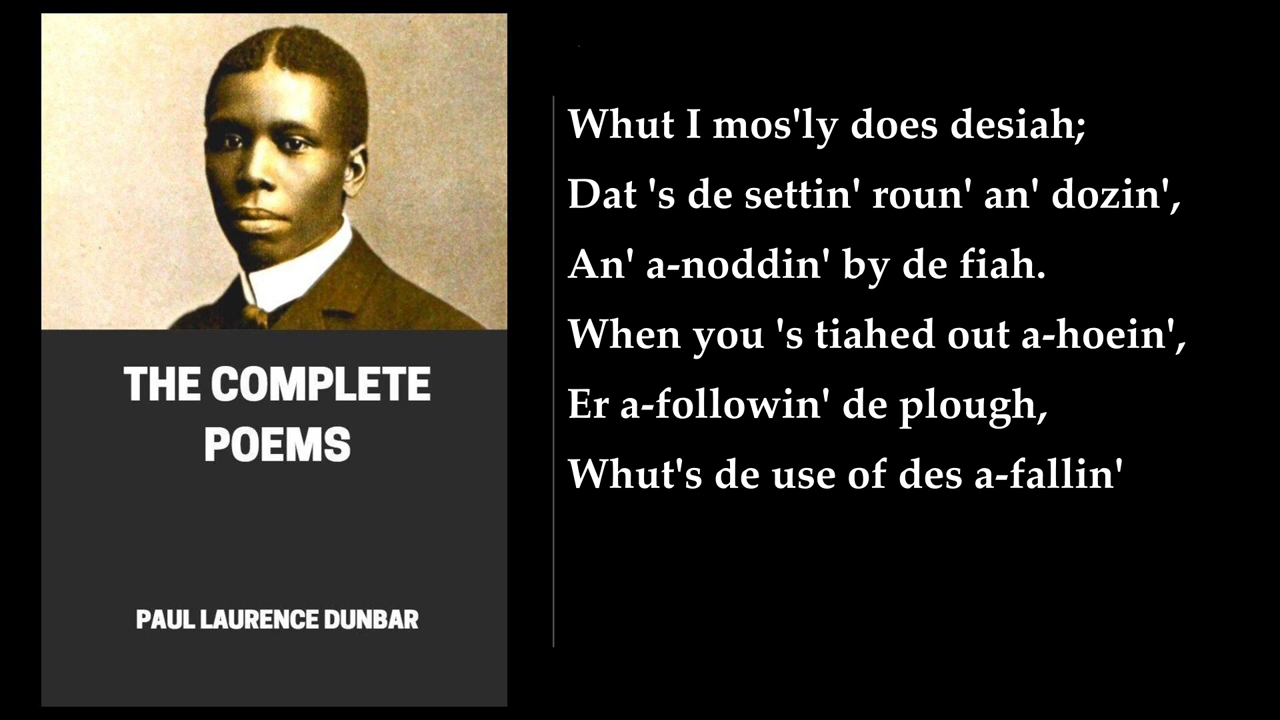 THE COMPLETE
POEMS
PAUL LAURENCE DUNBAR
Whut I mos'ly does desiah;
Dat 's de settin' roun' an' dozin',
An' a-noddin' by de fiah.
When you 's tiahed out a-hoein',
Er a-followin' de plough,
Whut's de use of des a-fallin'